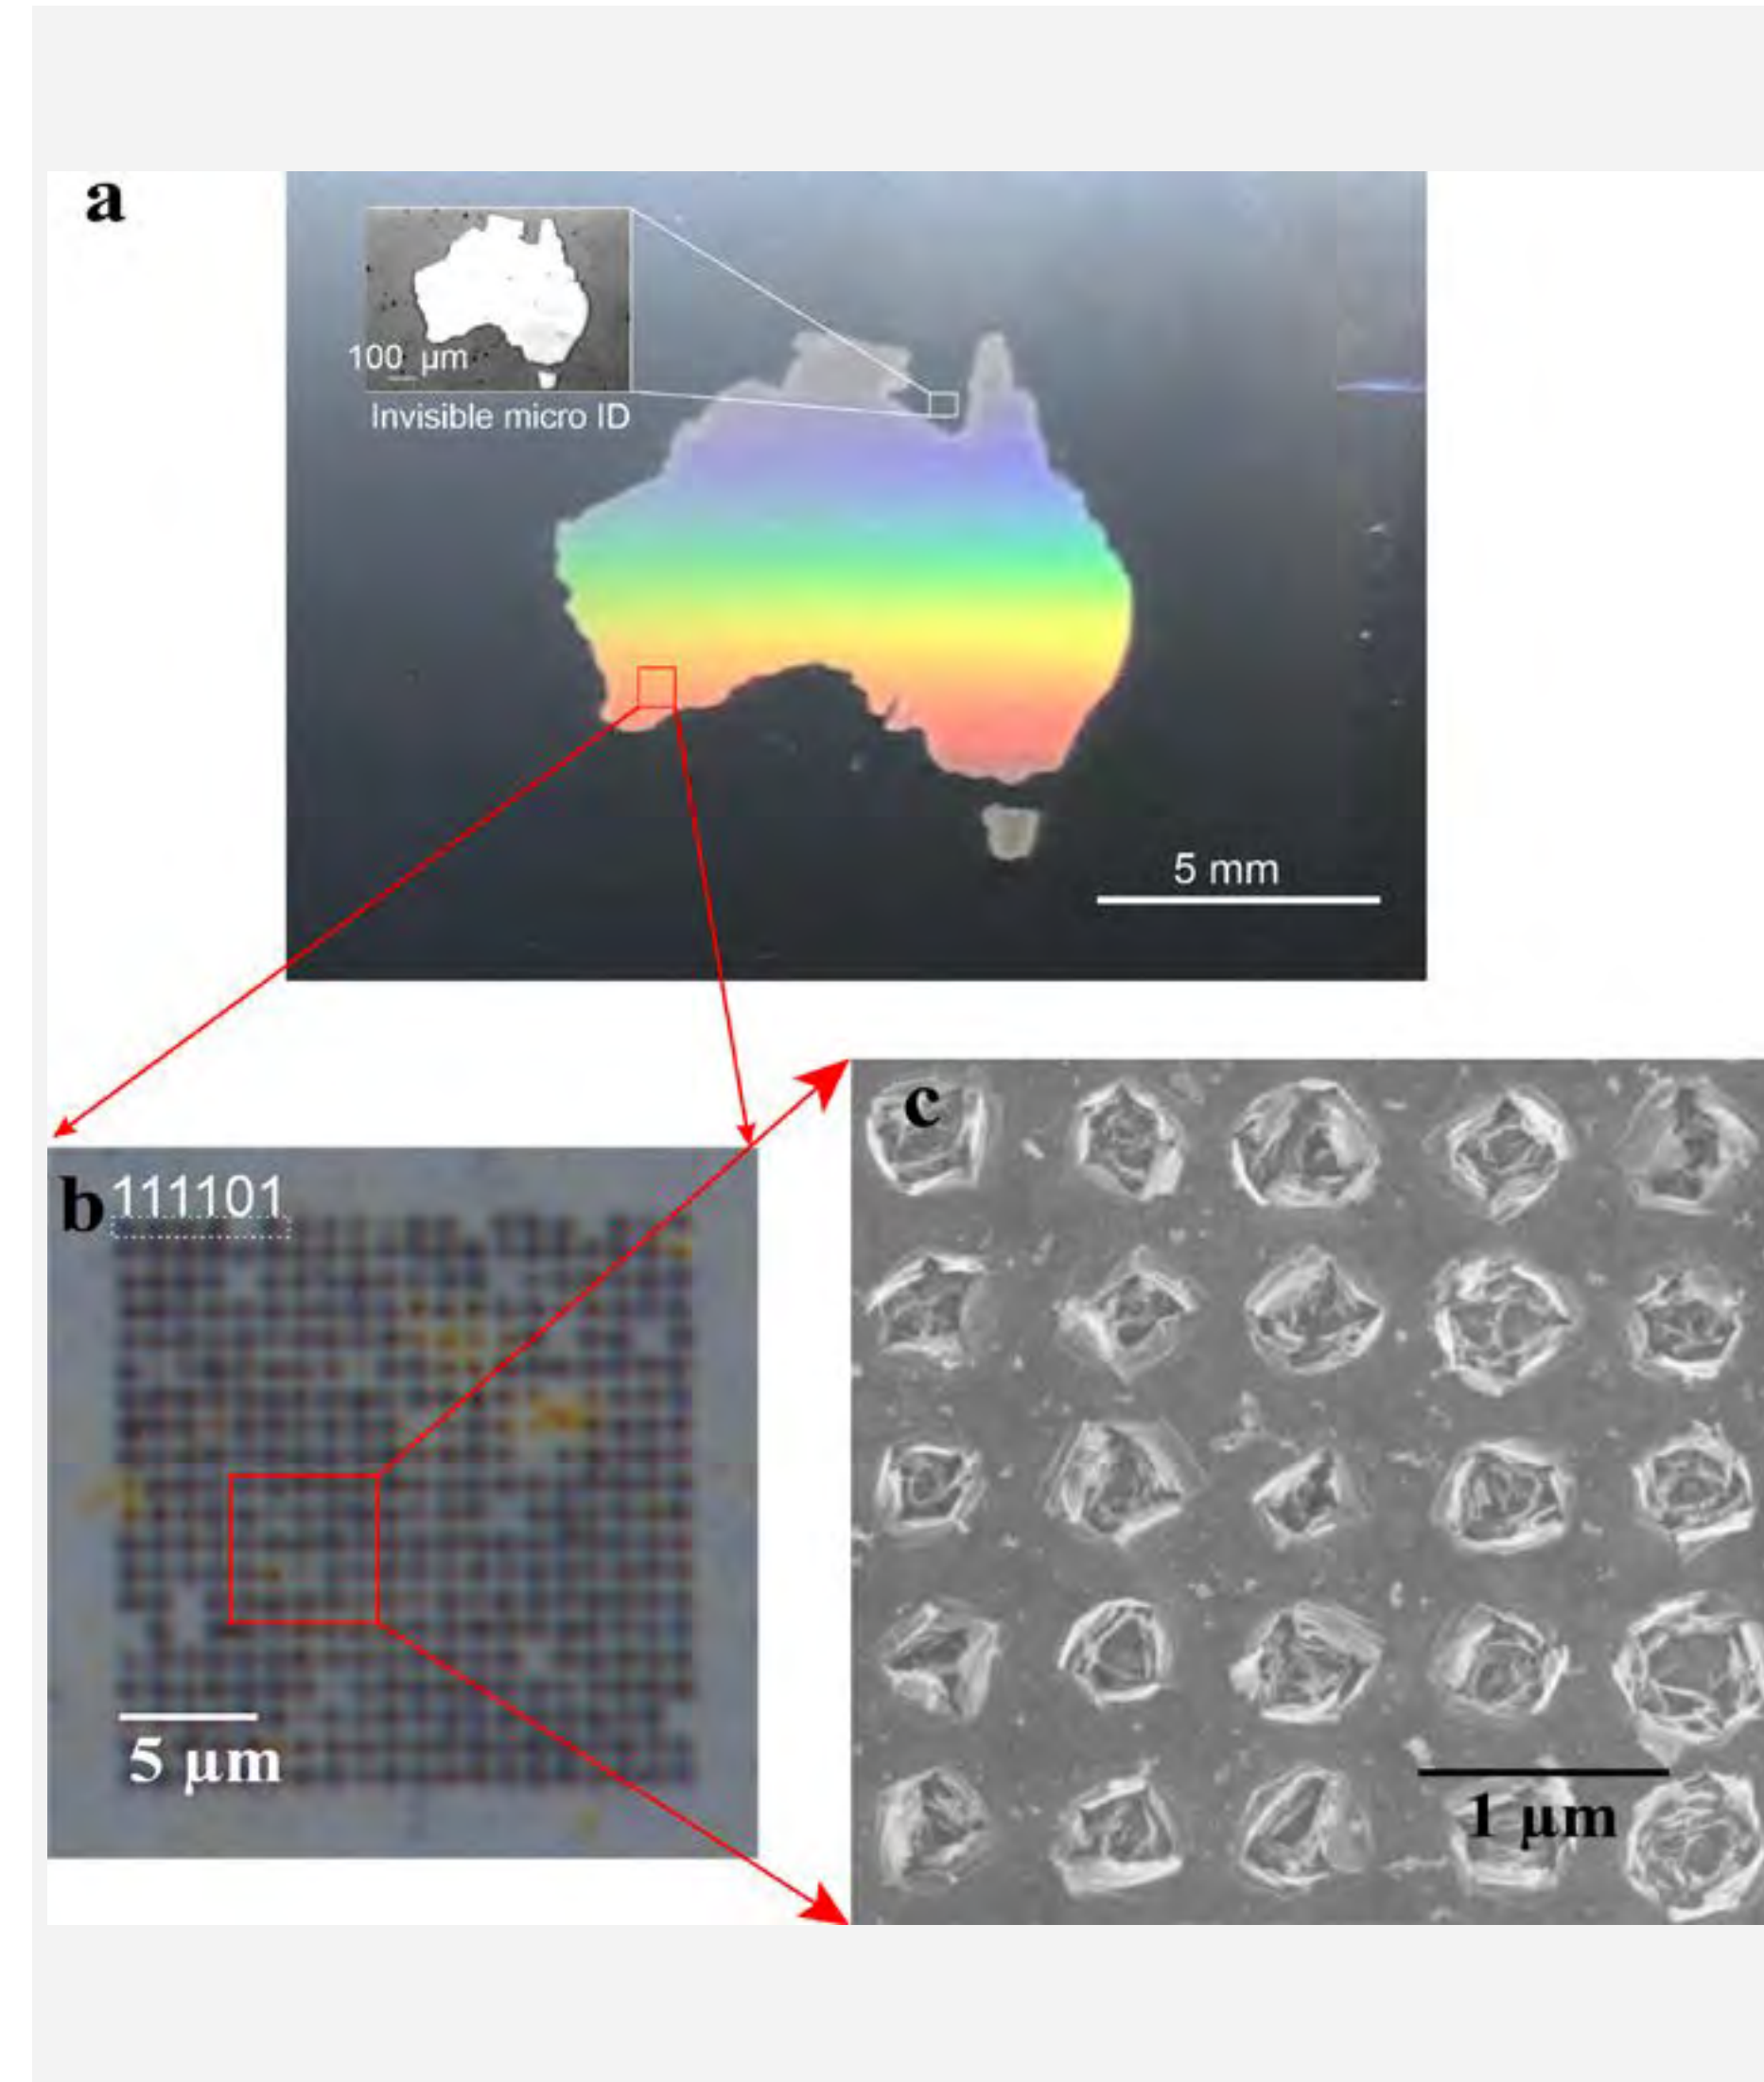 a
100 μm
Invisible micro ID
5 mm
b
111101
5 μm
c
1 μm